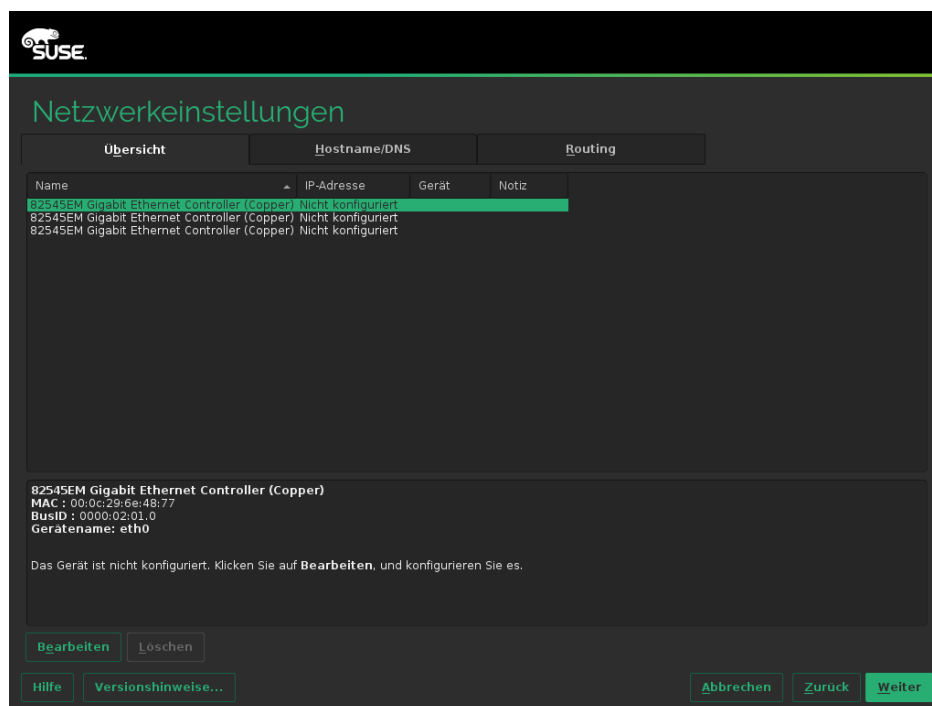 SUSE.
Netzwerkeinstellungen
Übersicht Hostname/DNS Routing
Name IP-Adresse Gerät Notiz
82545EM Gigabit Ethernet Controller (Copper) Nicht konfiguriert
82545EM Gigabit Ethernet Controller (Copper) Nicht konfiguriert
82545EM Gigabit Ethernet Controller (Copper) Nicht konfiguriert
82545EM Gigabit Ethernet Controller (Copper)
MAC : 00:0c:29:6e:48:77
BusID : 0000:02:01.0
Gerätename: eth0
Das Gerät ist nicht konfiguriert. Klicken Sie auf Bearbeiten, und konfigurieren Sie es.
Bearbeiten Löschen
Hilfe Versionshinweise... Abbrechen Zurück Weiter